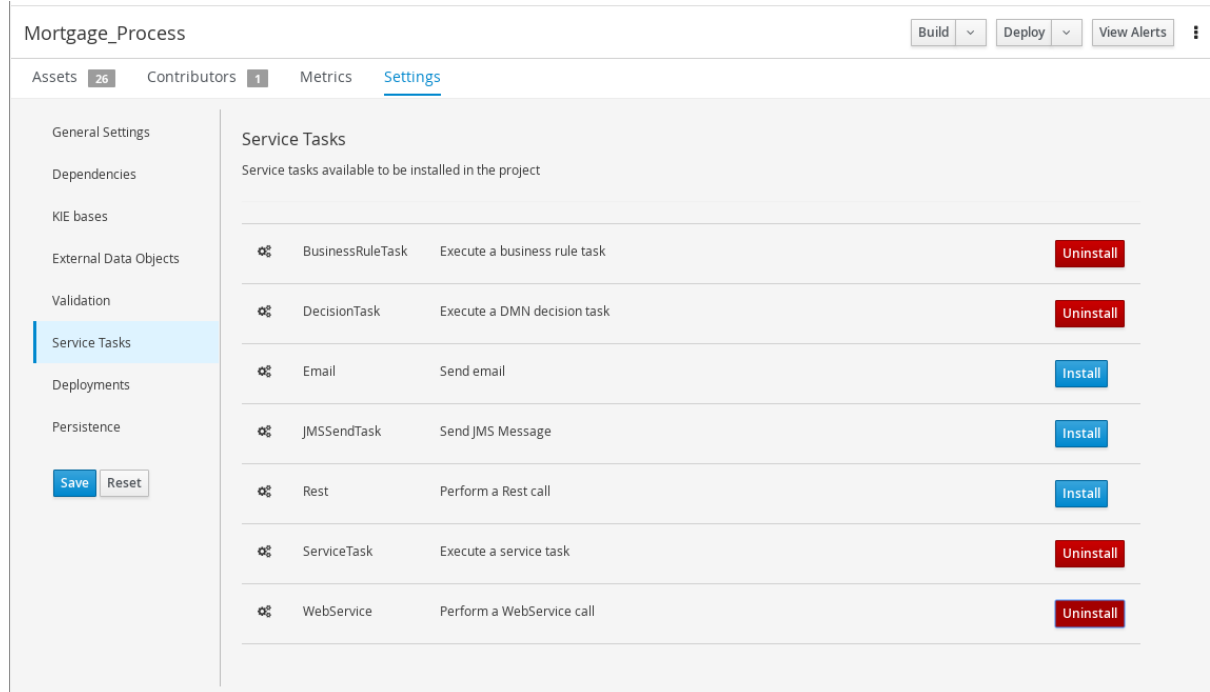 Mortgage_Process
Build Deploy View Alerts
Assets 26 Contributors 1 Metrics Settings
General Settings
Dependencies
KIE bases
External Data Objects
Validation
Service Tasks
Deployments
Persistence
Save Reset
Service Tasks
Service tasks available to be installed in the project
BusinessRuleTask Execute a business rule task Uninstall
DecisionTask Execute a DMN decision task Uninstall
Email Send email Install
JMSSendTask Send JMS Message Install
Rest Perform a Rest call Install
ServiceTask Execute a service task Uninstall
WebService Perform a WebService call Uninstall